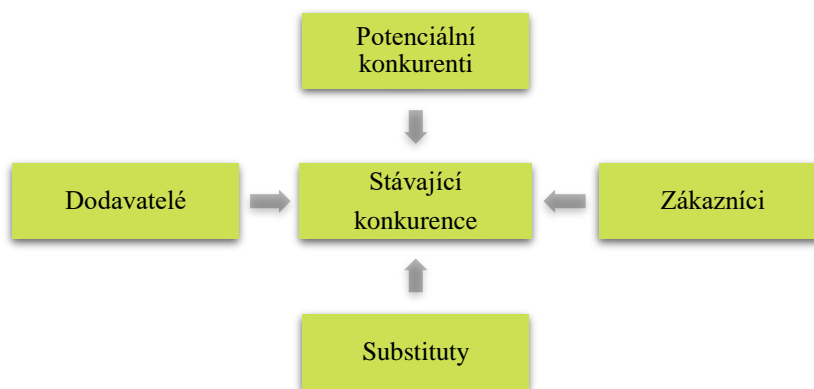 Potenciální
konkurenti
Dodavatelé
Stávající
konkurence
Zákazníci
Substituty